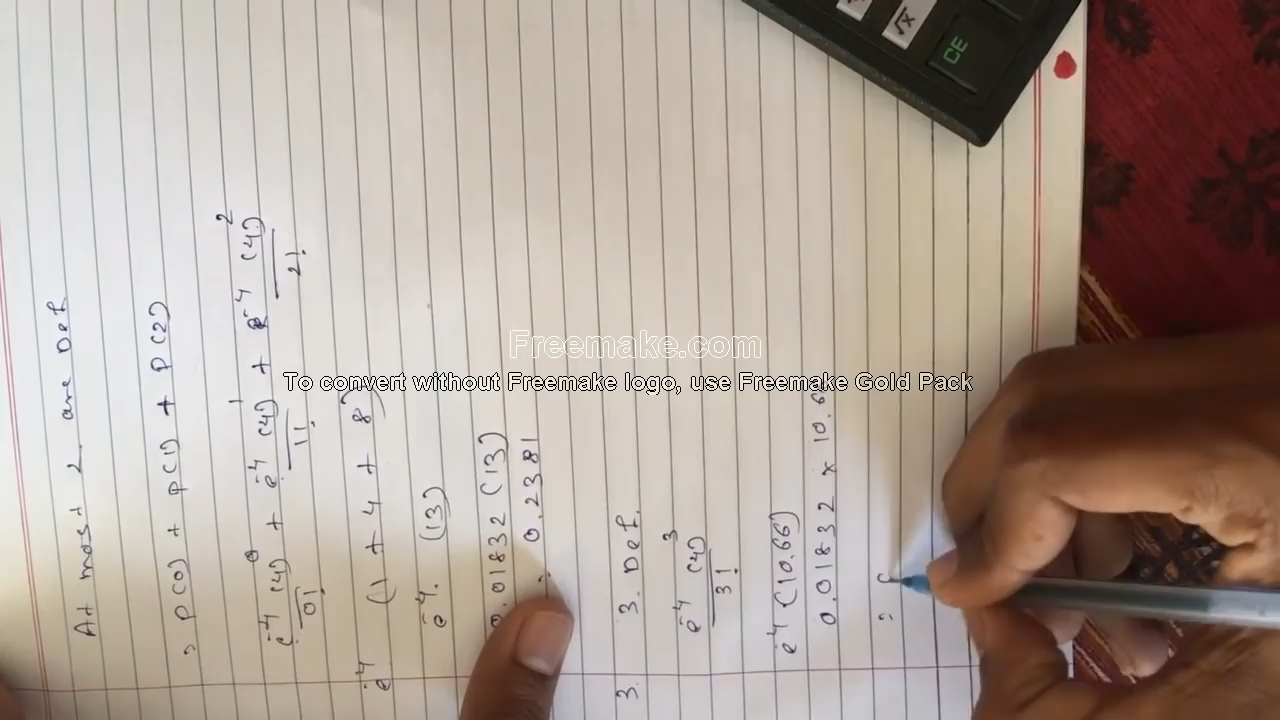 At most 2 are Def
, P(0) + P(1) + P(2)
e^-4 (4)^0 / 0! + e^-4 (4)^1 / 1! + e^-4 (4)^2 / 2!
e^-4 (1 + 4 + 8)
e^-4. (13)
0.01832 (13)
: 0.2381
3. 3. Def.
e^-4 (4)^3 / 3!
e^-4 (10.66)
0.01832 x 10.6
:
CE
√x
Freemake.com
To convert without Freemake logo, use Freemake Gold Pack